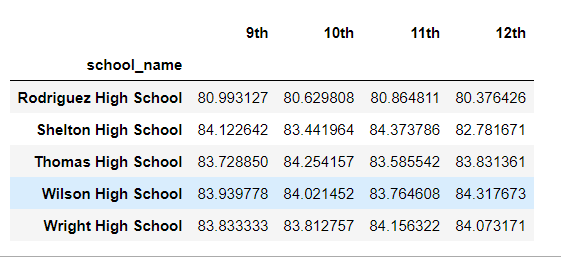 9th 10th 11th 12th
school_name
Rodriguez High School 80.993127 80.629808 80.864811 80.376426
Shelton High School 84.122642 83.441964 84.373786 82.781671
Thomas High School 83.728850 84.254157 83.585542 83.831361
Wilson High School 83.939778 84.021452 83.764608 84.317673
Wright High School 83.833333 83.812757 84.156322 84.073171